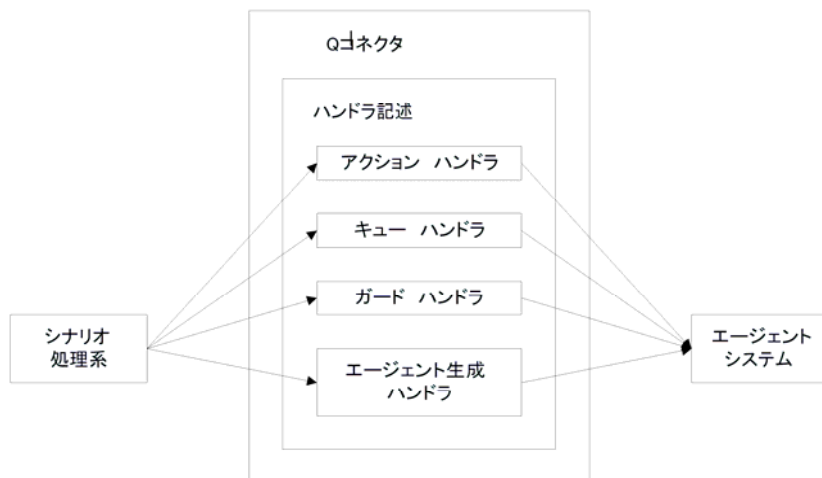 Qコネクタ
ハンドラ記述
アクション ハンドラ
キュー ハンドラ
ガード ハンドラ
エージェント生成
ハンドラ
シナリオ
処理系
エージェント
システム